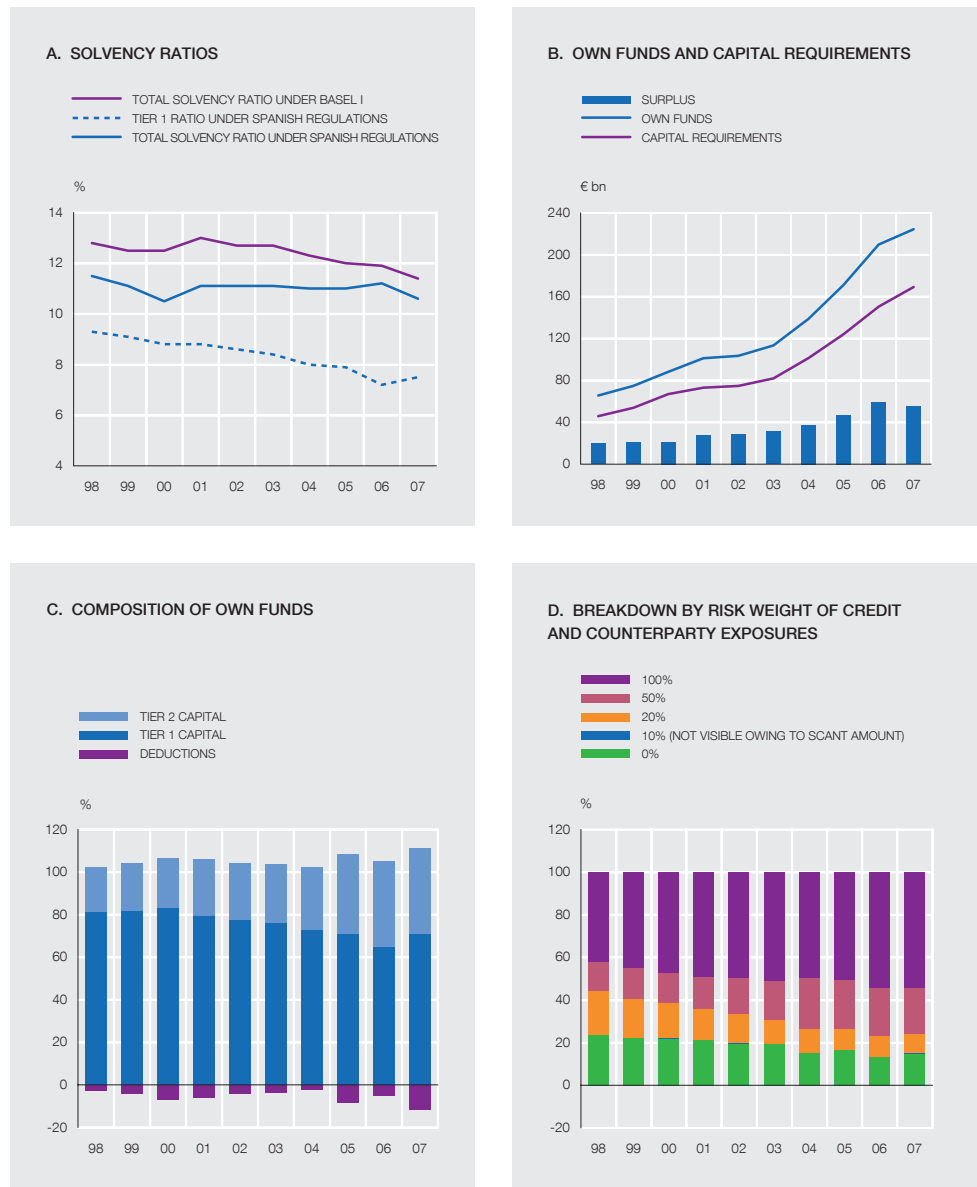 A. SOLVENCY RATIOS
TOTAL SOLVENCY RATIO UNDER BASEL I
TIER 1 RATIO UNDER SPANISH REGULATIONS
TOTAL SOLVENCY RATIO UNDER SPANISH REGULATIONS
%
14
12
10
8
6
4
98 99 00 01 02 03 04 05 06 07
B. OWN FUNDS AND CAPITAL REQUIREMENTS
SURPLUS
OWN FUNDS
CAPITAL REQUIREMENTS
€ bn
240
200
160
120
80
40
0
98 99 00 01 02 03 04 05 06 07
C. COMPOSITION OF OWN FUNDS
TIER 2 CAPITAL
TIER 1 CAPITAL
DEDUCTIONS
%
120
100
80
60
40
20
0
-20
98 99 00 01 02 03 04 05 06 07
D. BREAKDOWN BY RISK WEIGHT OF CREDIT
AND COUNTERPARTY EXPOSURES
100%
50%
20%
10% (NOT VISIBLE OWING TO SCANT AMOUNT)
0%
%
120
100
80
60
40
20
0
-20
98 99 00 01 02 03 04 05 06 07